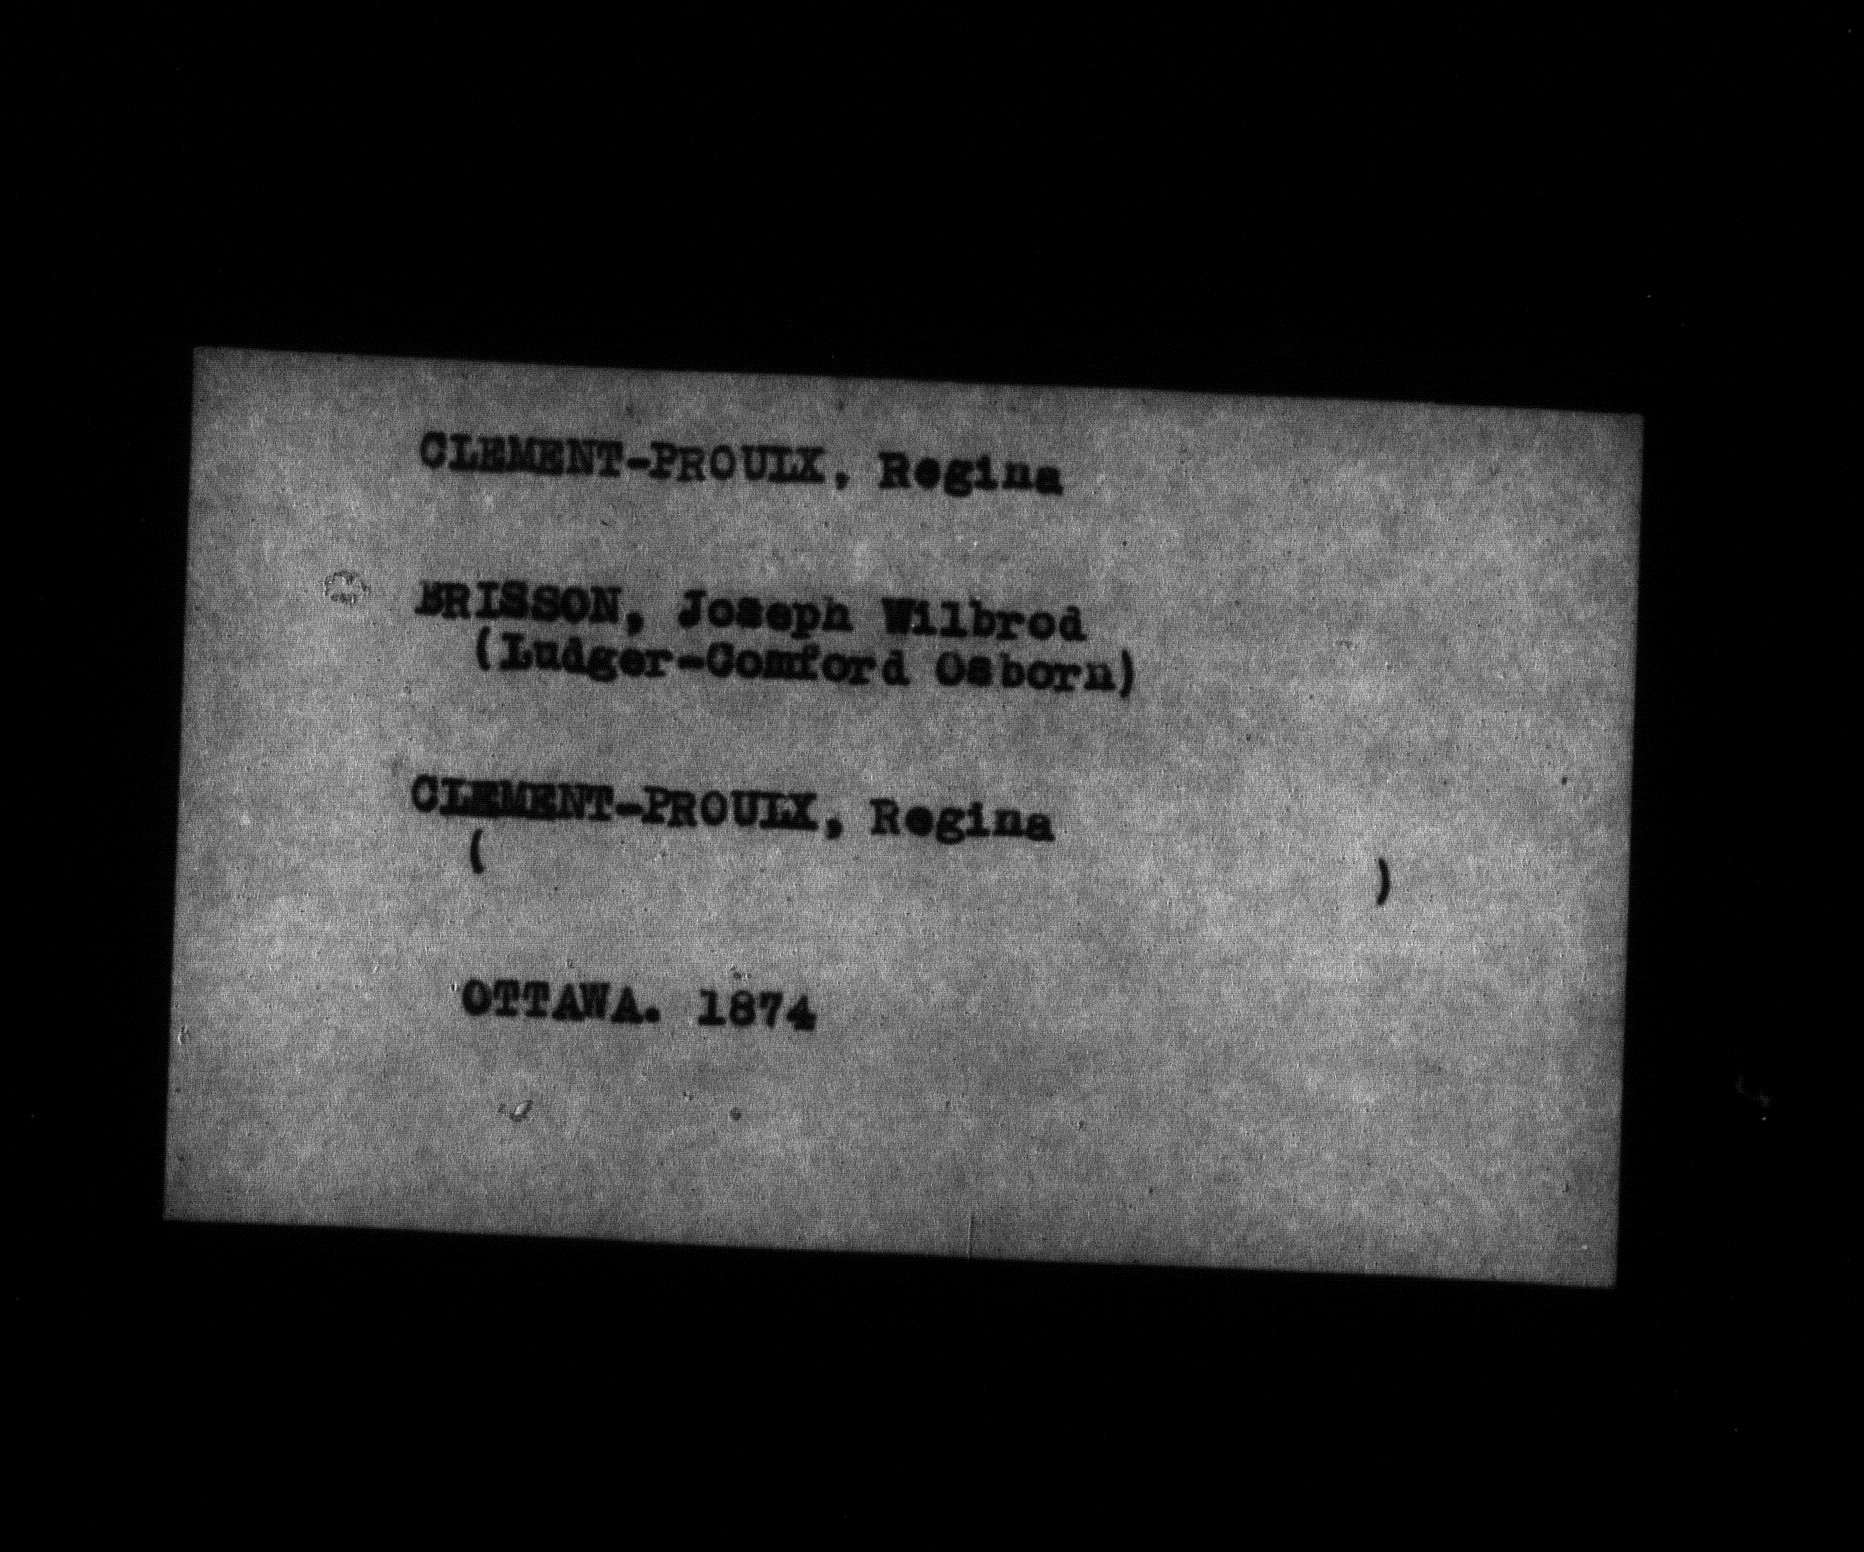 CLEMENT-PROULX, Regina
BRISSON, Joseph Wilbrod
(Ludger-Comford Osborn)
CLEMENT-PROULX, Regina
( )
OTTAWA. 1874